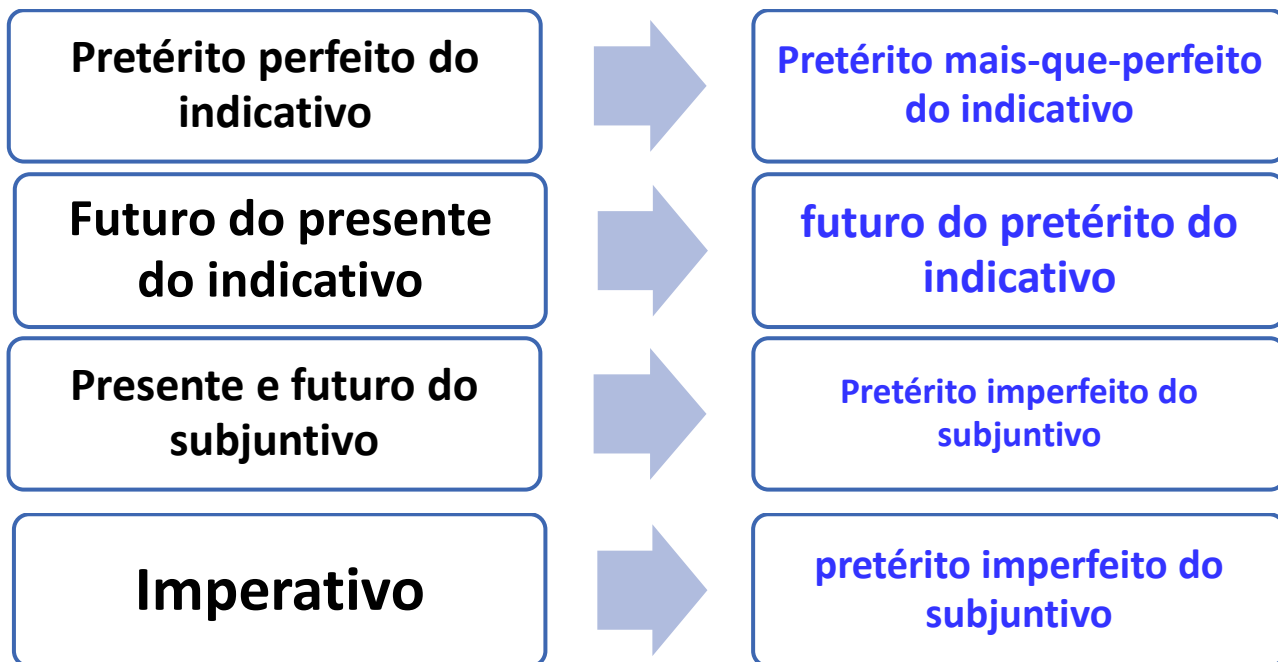 Pretérito perfeito do
indicativo
Pretérito mais-que-perfeito
do indicativo
Futuro do presente
do indicativo
futuro do pretérito do
indicativo
Presente e futuro do
subjuntivo
Pretérito imperfeito do
subjuntivo
Imperativo
pretérito imperfeito do
subjuntivo